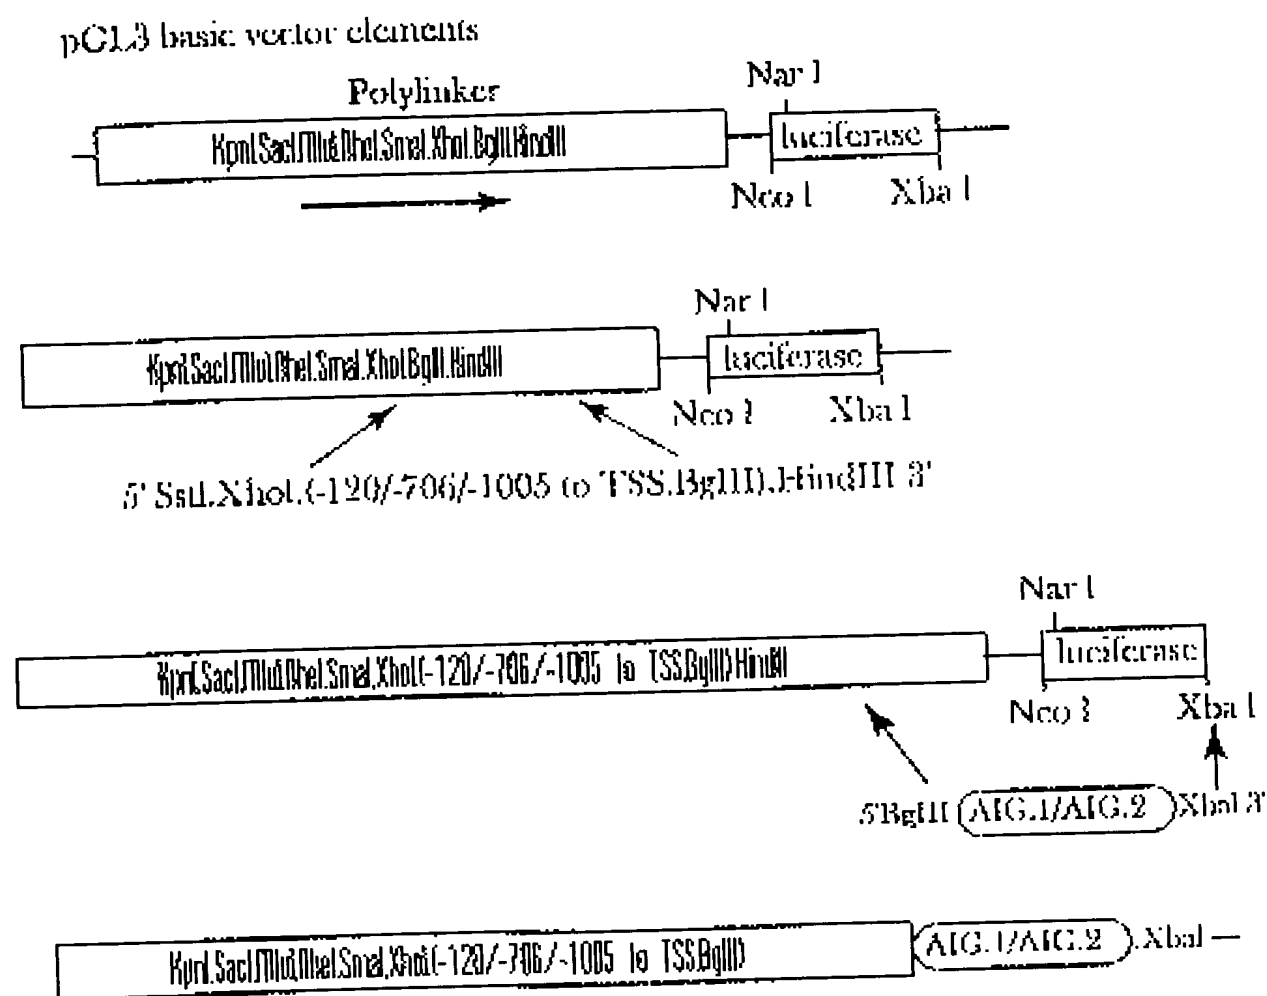 pGL3 basic vector elements
Polylinker
Nar I
KpnI.SacI.MluI.NheI.SmaI.XhoI.BglII.HindIII
luciferase
Nco I
Xba I
Nar I
KpnI.SacI.MluI.NheI.SmaI.XhoI.BglII.HindIII
luciferase
Nco I
Xba I
5' SstI.XhoI.(-120/-706/-1005 to TSS.BglII).HindIII 3'
Nar I
KpnI.SacI.MluI.NheI.SmaI.XhoI.(-120/-706/-1005 to TSS.BglII)HindIII
luciferase
Nco I
Xba I
5'BglII AIG.1/AIG.2 XbaI 3'
KpnI.SacI.MluI.NheI.SmaI.XhoI.(-120/-706/-1005 to TSS.BglII) AIG.1/AIG.2 .XbaI